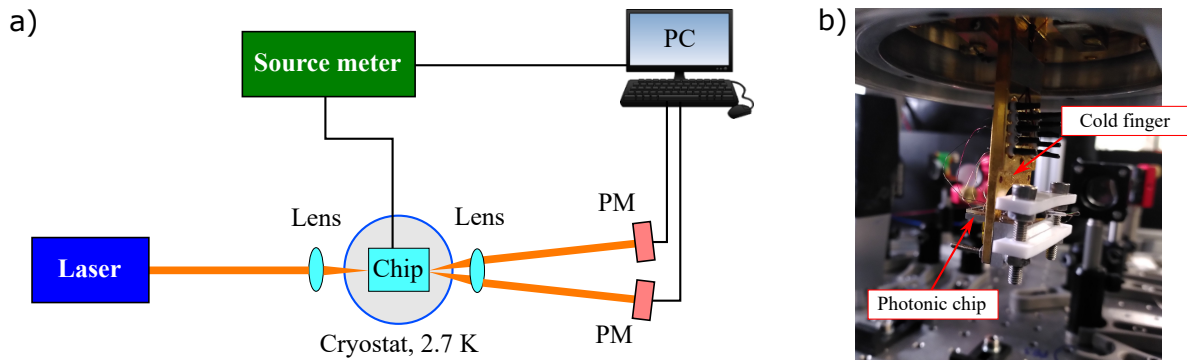 a)
Source meter
PC
Lens
Lens
PM
Laser
Chip
PM
Cryostat, 2.7 K
b)
Cold finger
Photonic chip